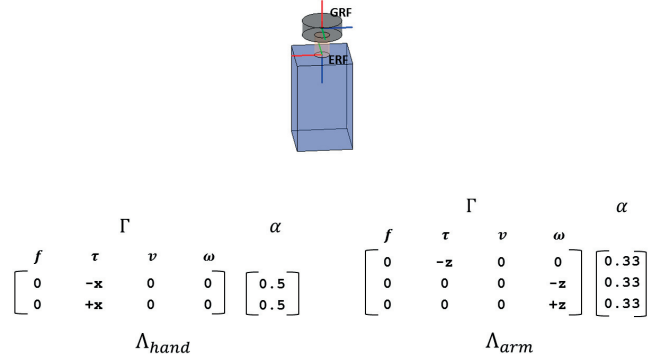 GRF
ERF
Γ α
f τ v ω
0 -x 0 0 0.5
0 +x 0 0 0.5
Λhand
Γ α
f τ v ω
0 -z 0 0 0.33
0 0 0 -z 0.33
0 0 0 +z 0.33
Λarm